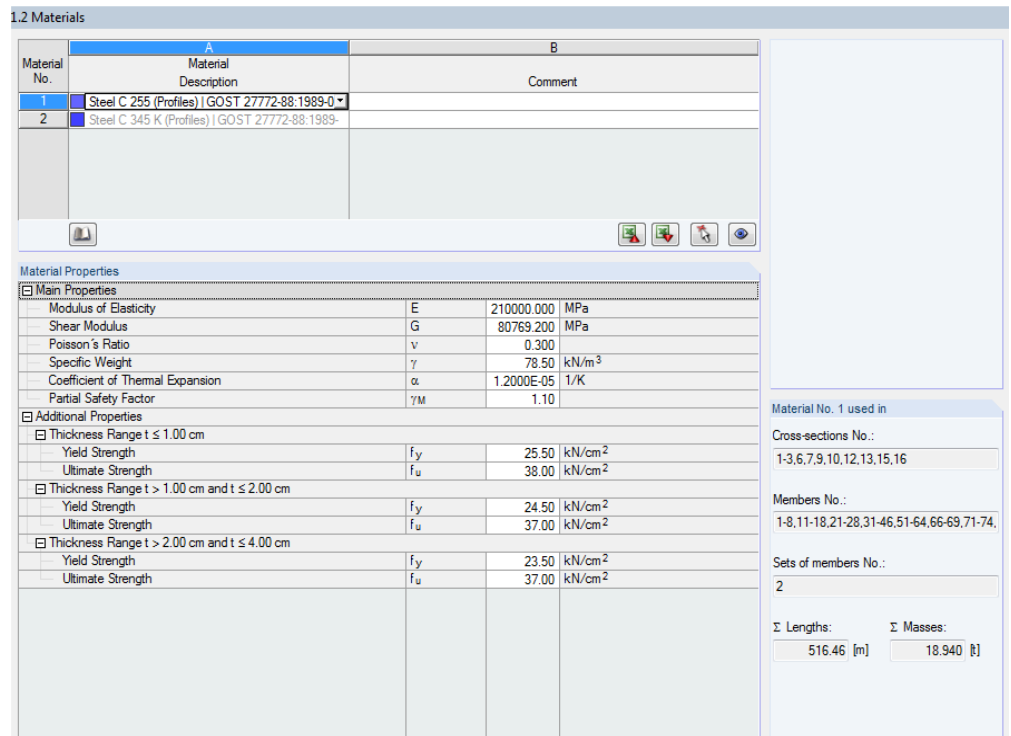 1.2 Materials
A B
Material Material
No. Description Comment
1 Steel C 255 (Profiles) | GOST 27772-88:1989-0
2 Steel C 345 K (Profiles) | GOST 27772-88:1989-
Material Properties
Main Properties
Modulus of Elasticity E 210000.000 MPa
Shear Modulus G 80769.200 MPa
Poisson´s Ratio ν 0.300
Specific Weight γ 78.50 kN/m3
Coefficient of Thermal Expansion α 1.2000E-05 1/K
Partial Safety Factor γM 1.10
Additional Properties
Thickness Range t ≤ 1.00 cm
Yield Strength fy 25.50 kN/cm2
Ultimate Strength fu 38.00 kN/cm2
Thickness Range t > 1.00 cm and t ≤ 2.00 cm
Yield Strength fy 24.50 kN/cm2
Ultimate Strength fu 37.00 kN/cm2
Thickness Range t > 2.00 cm and t ≤ 4.00 cm
Yield Strength fy 23.50 kN/cm2
Ultimate Strength fu 37.00 kN/cm2
Material No. 1 used in
Cross-sections No.:
1-3,6,7,9,10,12,13,15,16
Members No.:
1-8,11-18,21-28,31-46,51-64,66-69,71-74,
Sets of members No.:
2
Σ Lengths: Σ Masses:
516.46 [m] 18.940 [t]